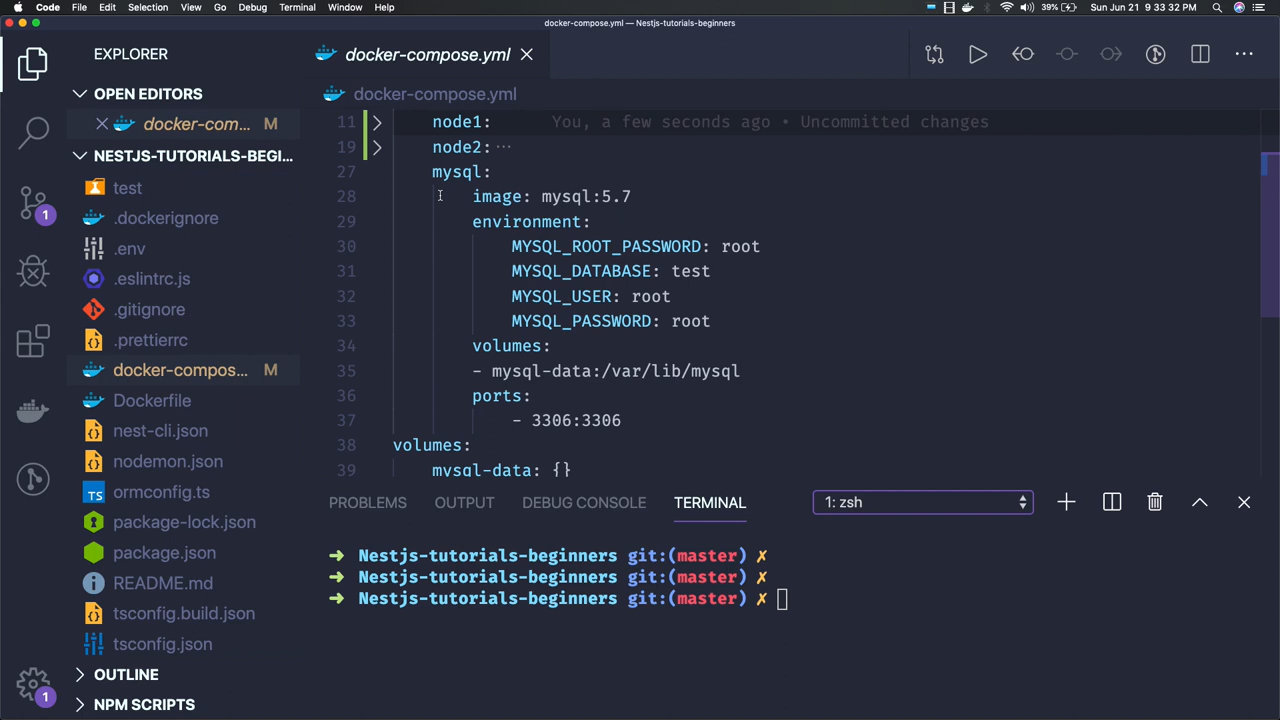 Code File Edit Selection View Go Debug Terminal Window Help 39% Sun Jun 21 9:33:32 PM
docker-compose.yml — Nestjs-tutorials-beginners
EXPLORER
OPEN EDITORS
docker-com... M
NESTJS-TUTORIALS-BEGI...
test
.dockerignore
.env
.eslintrc.js
.gitignore
.prettierrc
docker-compos... M
Dockerfile
nest-cli.json
nodemon.json
ormconfig.ts
package-lock.json
package.json
README.md
tsconfig.build.json
tsconfig.json
OUTLINE
NPM SCRIPTS
1
1
docker-compose.yml
docker-compose.yml
11 node1: You, a few seconds ago • Uncommitted changes
19 node2: ···
27 mysql:
28 image: mysql:5.7
29 environment:
30 MYSQL_ROOT_PASSWORD: root
31 MYSQL_DATABASE: test
32 MYSQL_USER: root
33 MYSQL_PASSWORD: root
34 volumes:
35 - mysql-data:/var/lib/mysql
36 ports:
37 - 3306:3306
38 volumes:
39 mysql-data: {}
PROBLEMS OUTPUT DEBUG CONSOLE TERMINAL 1: zsh
➜ Nestjs-tutorials-beginners git:(master) ✗
➜ Nestjs-tutorials-beginners git:(master) ✗
➜ Nestjs-tutorials-beginners git:(master) ✗